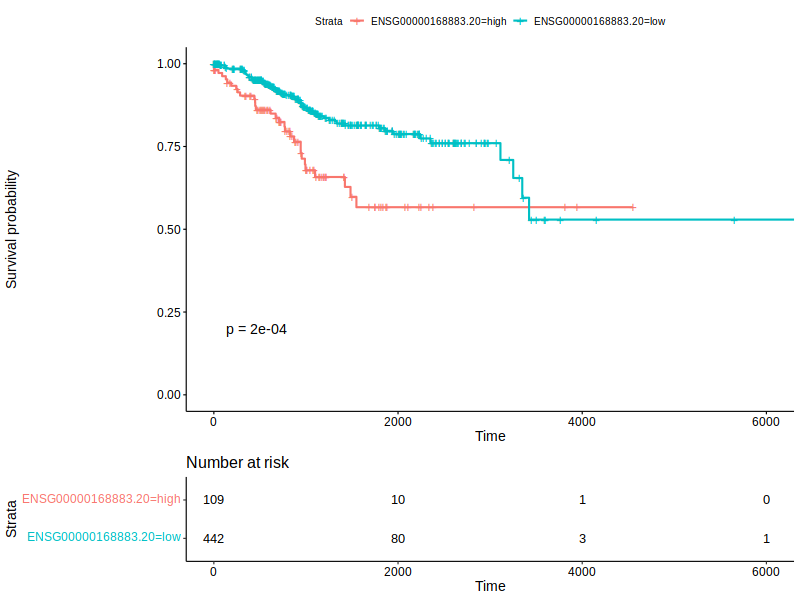 Strata ENSG00000168883.20=high ENSG00000168883.20=low
1.00
0.75
0.50
0.25
0.00
Survival probability
p = 2e-04
0 2000 4000 6000
Time
Number at risk
Strata
ENSG00000168883.20=high 109 10 1 0
ENSG00000168883.20=low 442 80 3 1
0 2000 4000 6000
Time